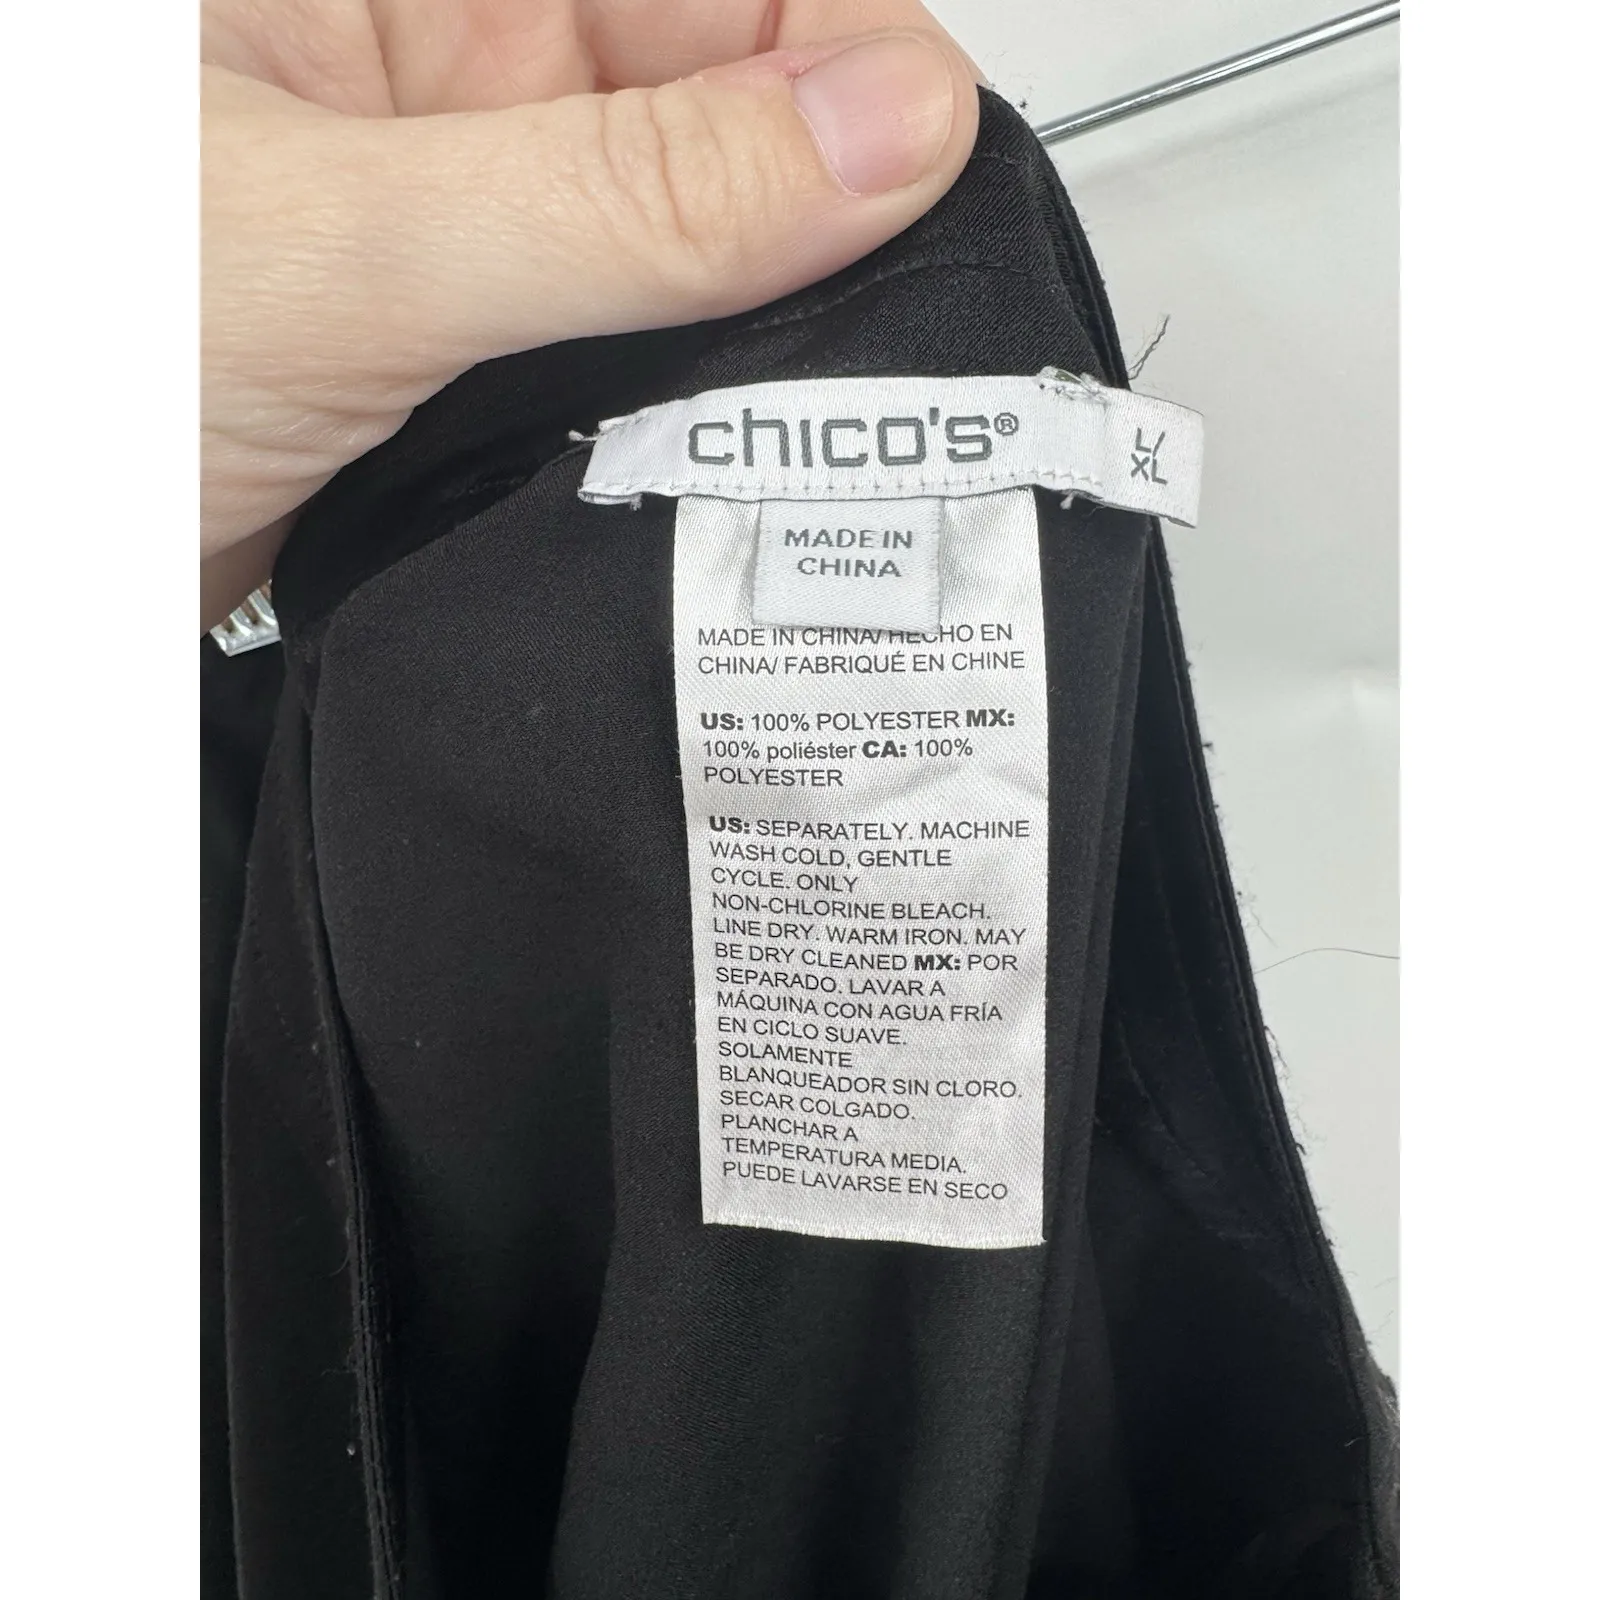 chico's®
L/
XL
MADE IN
CHINA
MADE IN CHINA/ HECHO EN
CHINA/ FABRIQUÉ EN CHINE
US: 100% POLYESTER MX:
100% poliéster CA: 100%
POLYESTER
US: SEPARATELY. MACHINE
WASH COLD, GENTLE
CYCLE. ONLY
NON-CHLORINE BLEACH.
LINE DRY. WARM IRON. MAY
BE DRY CLEANED MX: POR
SEPARADO. LAVAR A
MÁQUINA CON AGUA FRÍA
EN CICLO SUAVE.
SOLAMENTE
BLANQUEADOR SIN CLORO.
SECAR COLGADO.
PLANCHAR A
TEMPERATURA MEDIA.
PUEDE LAVARSE EN SECO